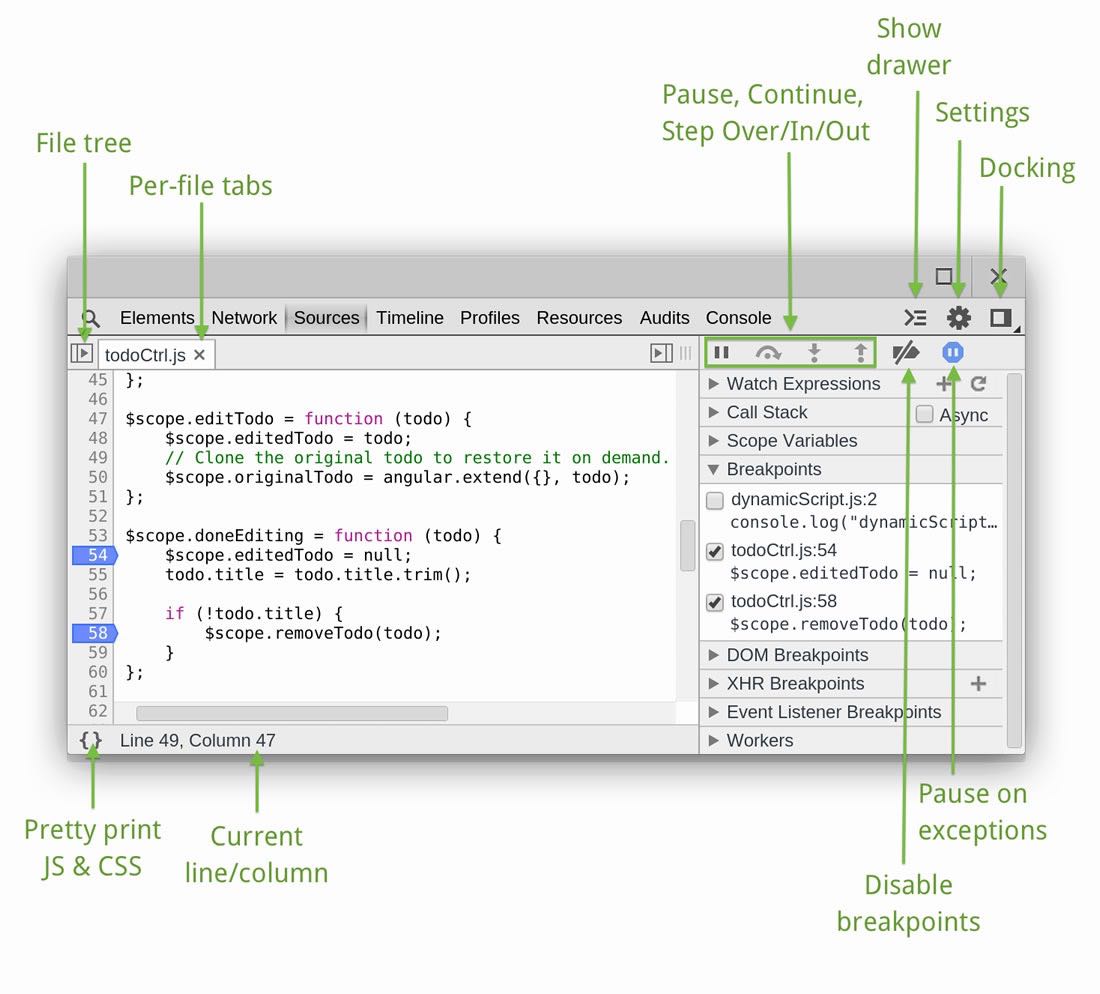 Show
drawer
Pause, Continue,
Step Over/In/Out
Settings
File tree
Docking
Per-file tabs
Elements Network Sources Timeline Profiles Resources Audits Console
todoCtrl.js
45 };
46
47 $scope.editTodo = function (todo) {
48     $scope.editedTodo = todo;
49     // Clone the original todo to restore it on demand.
50     $scope.originalTodo = angular.extend({}, todo);
51 };
52
53 $scope.doneEditing = function (todo) {
54     $scope.editedTodo = null;
55     todo.title = todo.title.trim();
56
57     if (!todo.title) {
58         $scope.removeTodo(todo);
59     }
60 };
61
62
{ } Line 49, Column 47
Watch Expressions
Call Stack Async
Scope Variables
Breakpoints
dynamicScript.js:2
console.log("dynamicScript…
todoCtrl.js:54
$scope.editedTodo = null;
todoCtrl.js:58
$scope.removeTodo(todo);
DOM Breakpoints
XHR Breakpoints
Event Listener Breakpoints
Workers
Pretty print
JS & CSS
Current
line/column
Pause on
exceptions
Disable
breakpoints